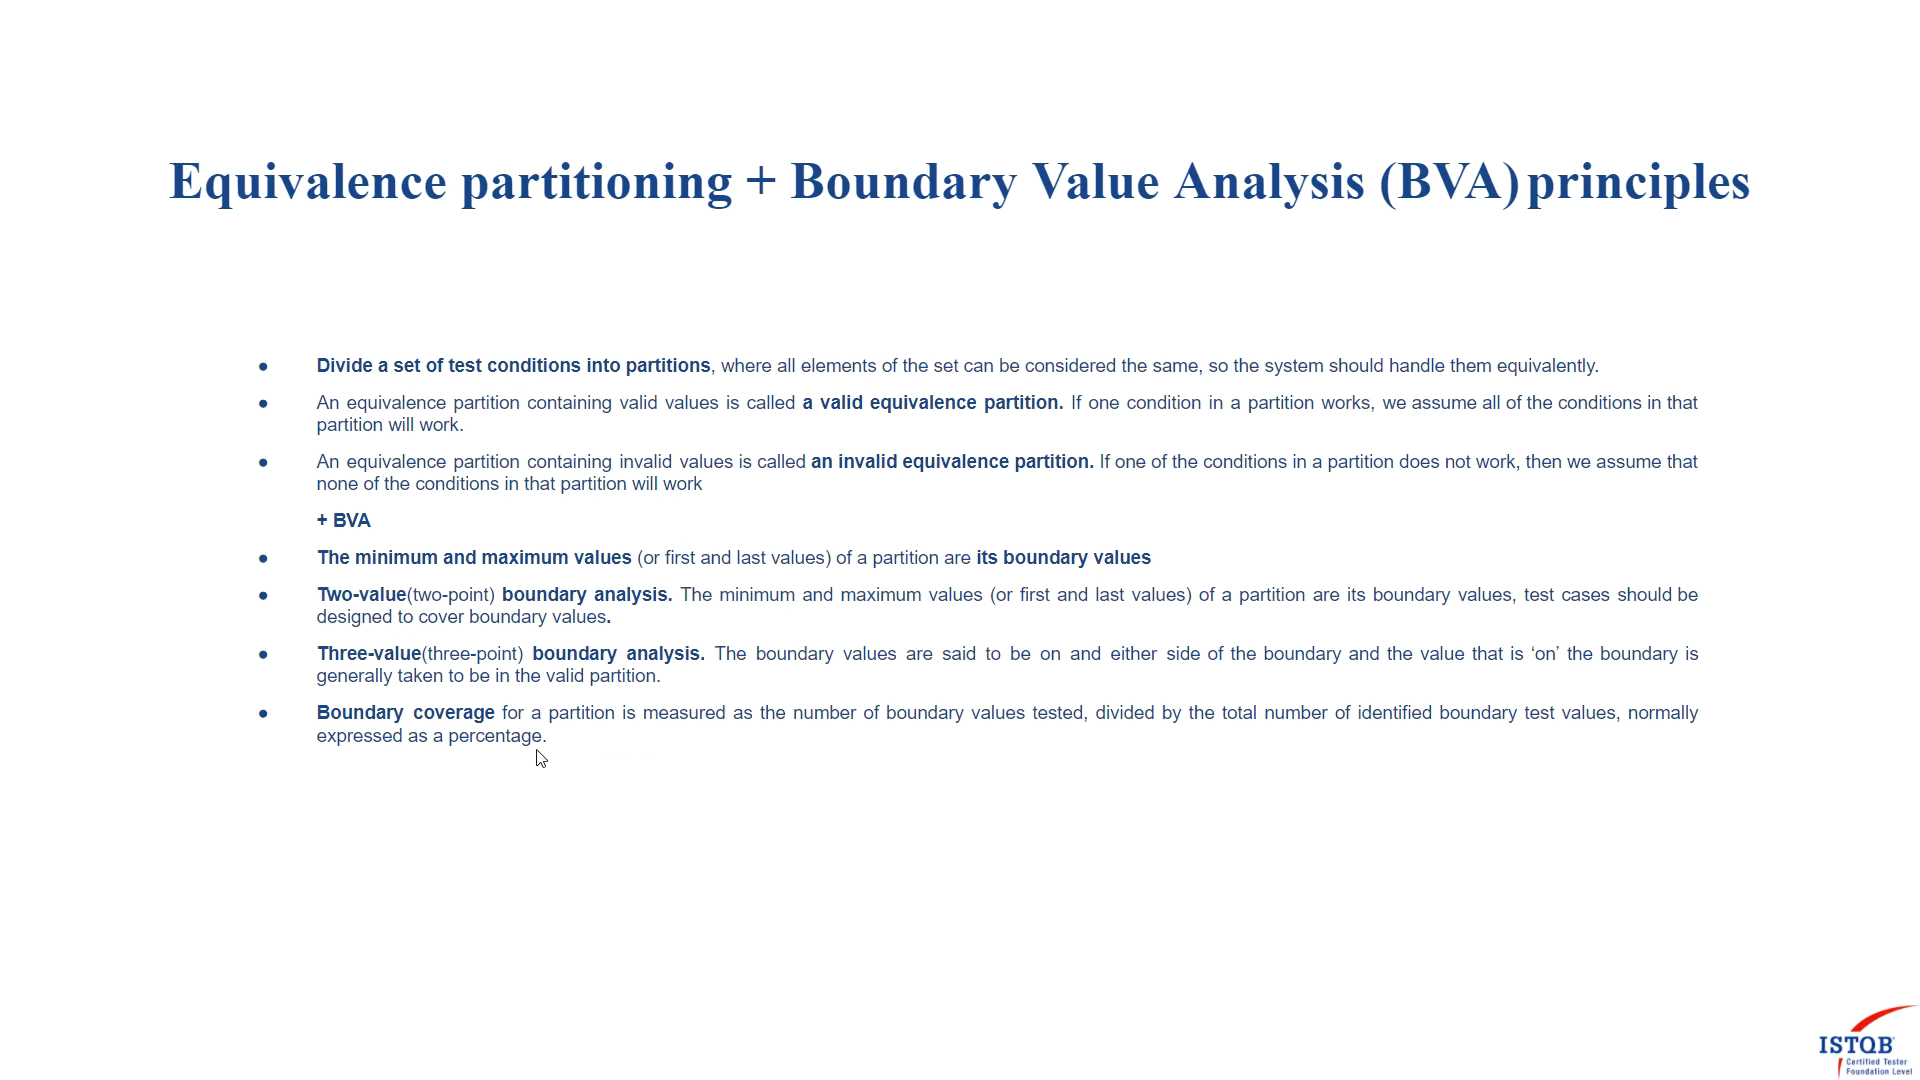 Equivalence partitioning + Boundary Value Analysis (BVA) principles
● Divide a set of test conditions into partitions, where all elements of the set can be considered the same, so the system should handle them equivalently.
● An equivalence partition containing valid values is called a valid equivalence partition. If one condition in a partition works, we assume all of the conditions in that
partition will work.
● An equivalence partition containing invalid values is called an invalid equivalence partition. If one of the conditions in a partition does not work, then we assume that
none of the conditions in that partition will work
+ BVA
● The minimum and maximum values (or first and last values) of a partition are its boundary values
● Two-value(two-point) boundary analysis. The minimum and maximum values (or first and last values) of a partition are its boundary values, test cases should be
designed to cover boundary values.
● Three-value(three-point) boundary analysis. The boundary values are said to be on and either side of the boundary and the value that is ‘on’ the boundary is
generally taken to be in the valid partition.
● Boundary coverage for a partition is measured as the number of boundary values tested, divided by the total number of identified boundary test values, normally
expressed as a percentage.
ISTQB
Certified Tester
Foundation Level